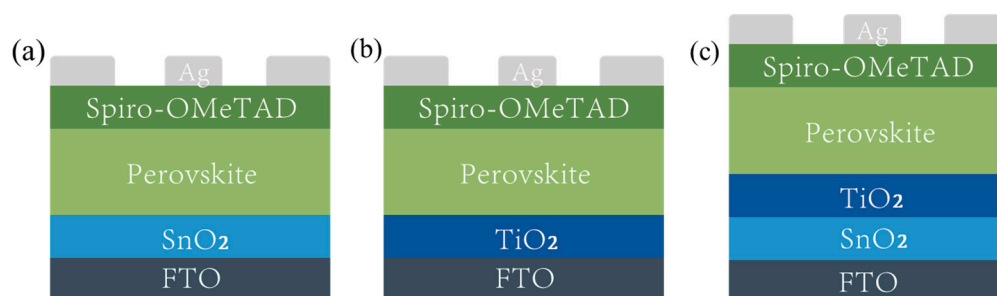 (a)
Ag
Spiro-OMeTAD
Perovskite
SnO2
FTO
(b)
Ag
Spiro-OMeTAD
Perovskite
TiO2
FTO
(c)
Ag
Spiro-OMeTAD
Perovskite
TiO2
SnO2
FTO